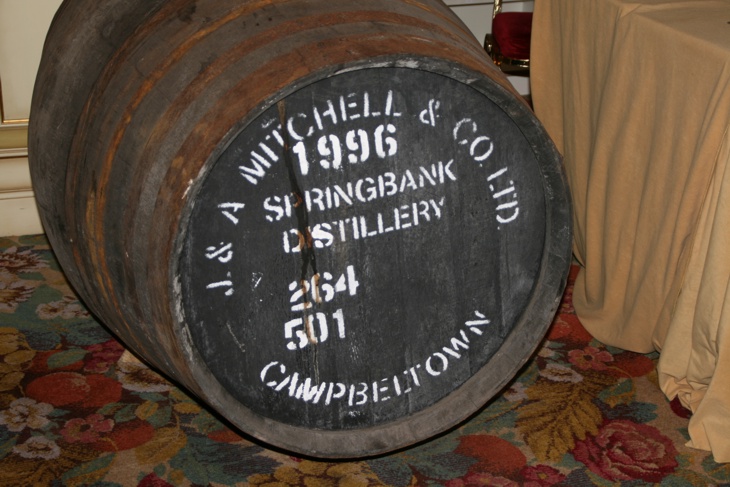 J. & A MITCHELL & CO. LTD.
1996
SPRINGBANK
DISTILLERY
264
501
CAMPBELTOWN